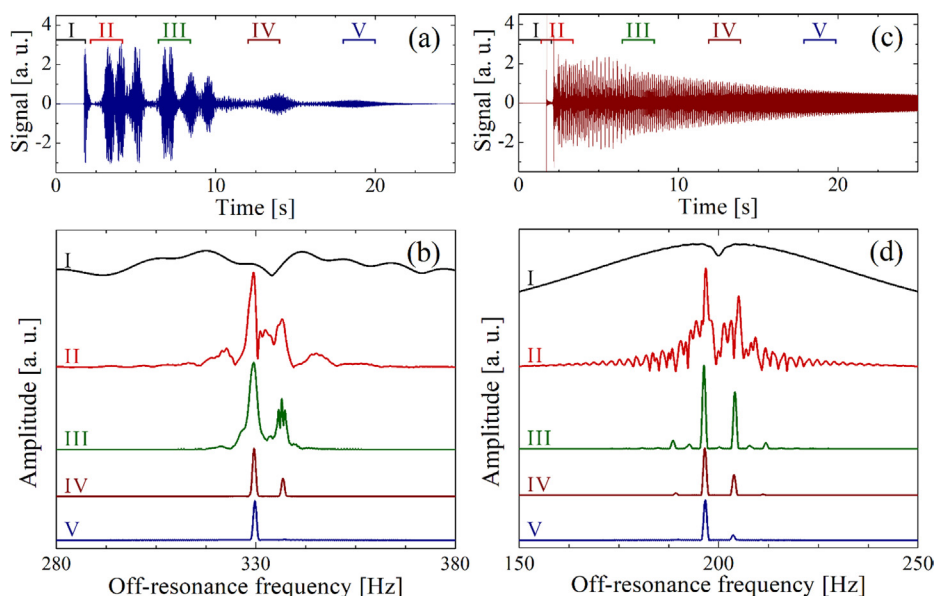 I II III IV V (a)
4
2
0
-2
Signal [a. u.]
0 10 20
Time [s]
I II III IV V (c)
4
2
0
-2
Signal [a. u.]
0 10 20
Time [s]
(b)
I
II
III
IV
V
Amplitude [a. u.]
280 330 380
Off-resonance frequency [Hz]
(d)
I
II
III
IV
V
Amplitude [a. u.]
150 200 250
Off-resonance frequency [Hz]